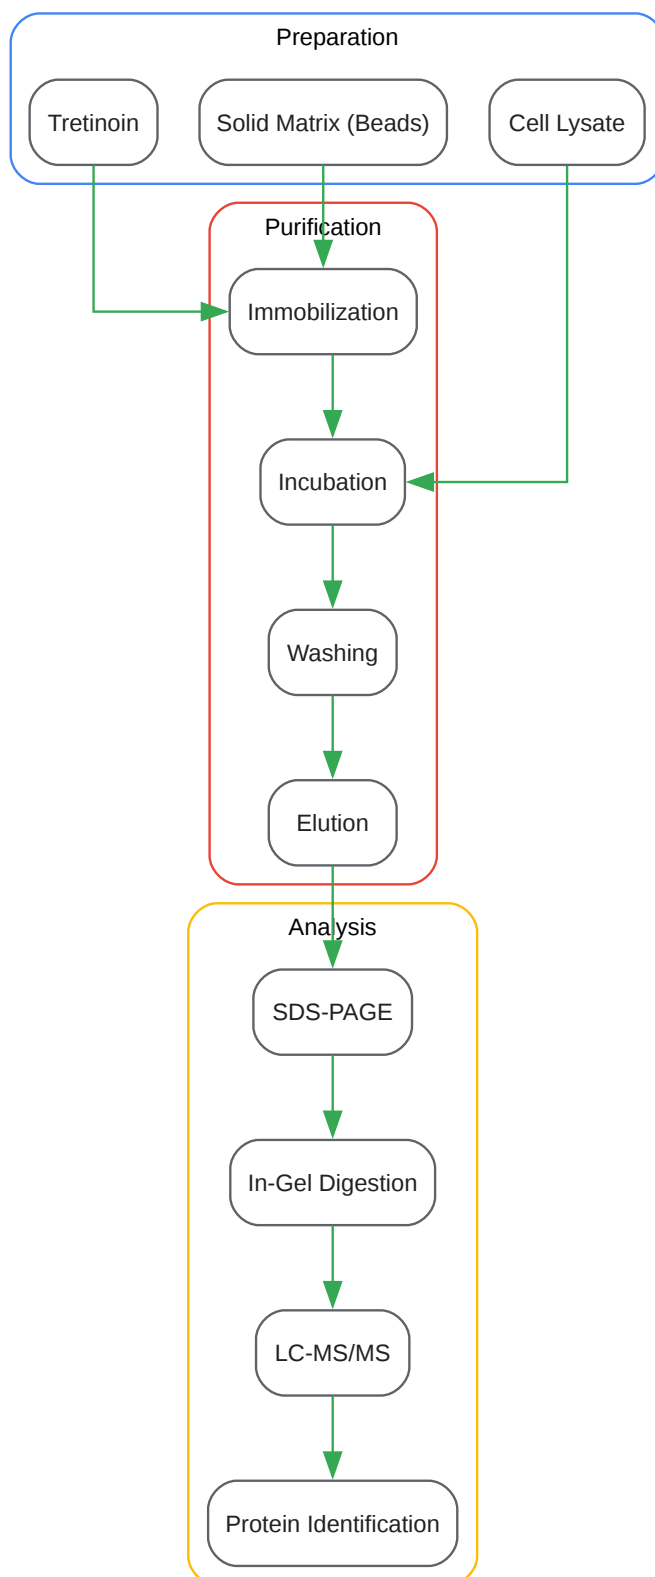 Preparation
Tretinoin
Solid Matrix (Beads)
Cell Lysate
Purification
Immobilization
Incubation
Washing
Elution
Analysis
SDS-PAGE
In-Gel Digestion
LC-MS/MS
Protein Identification